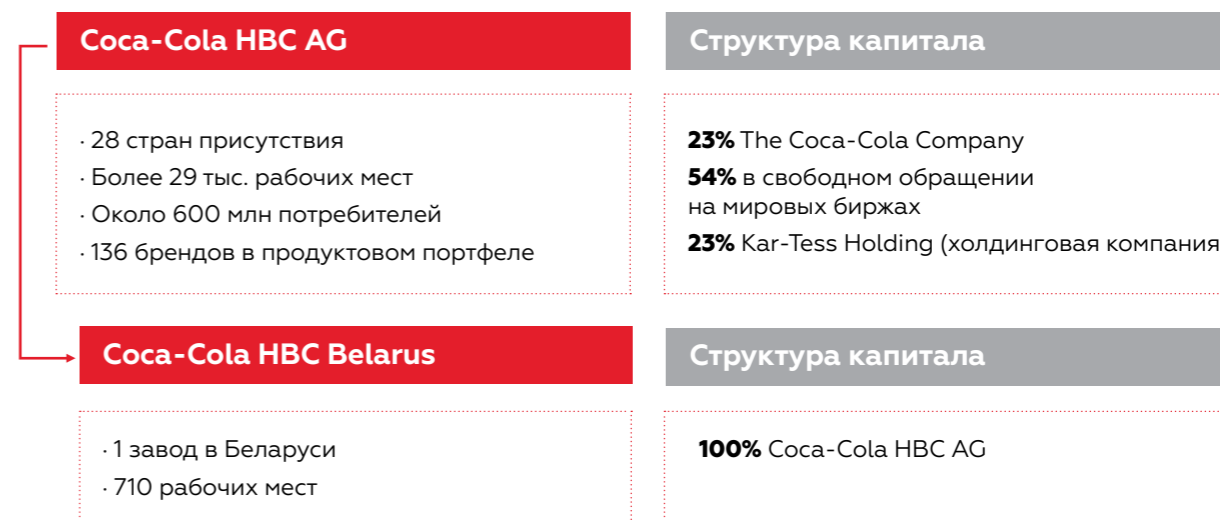 Coca-Cola HBC AG
· 28 стран присутствия
· Более 29 тыс. рабочих мест
· Около 600 млн потребителей
· 136 брендов в продуктовом портфеле
Структура капитала
23% The Coca-Cola Company
54% в свободном обращении
на мировых биржах
23% Kar-Tess Holding (холдинговая компания
Coca-Cola HBC Belarus
· 1 завод в Беларуси
· 710 рабочих мест
Структура капитала
100% Coca-Cola HBC AG